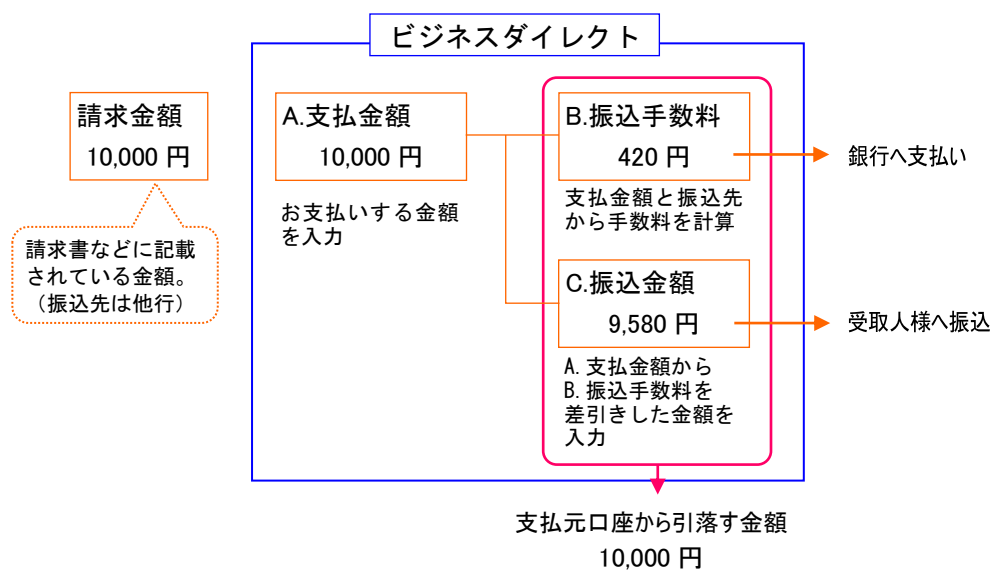 ビジネスダイレクト
請求金額
10,000 円
請求書などに記載
されている金額。
（振込先は他行）
A.支払金額
10,000 円
お支払いする金額
を入力
B.振込手数料
420 円
支払金額と振込先
から手数料を計算
銀行へ支払い
C.振込金額
9,580 円
A.支払金額から
B.振込手数料を
差引きした金額を
入力
受取人様へ振込
支払元口座から引落す金額
10,000 円